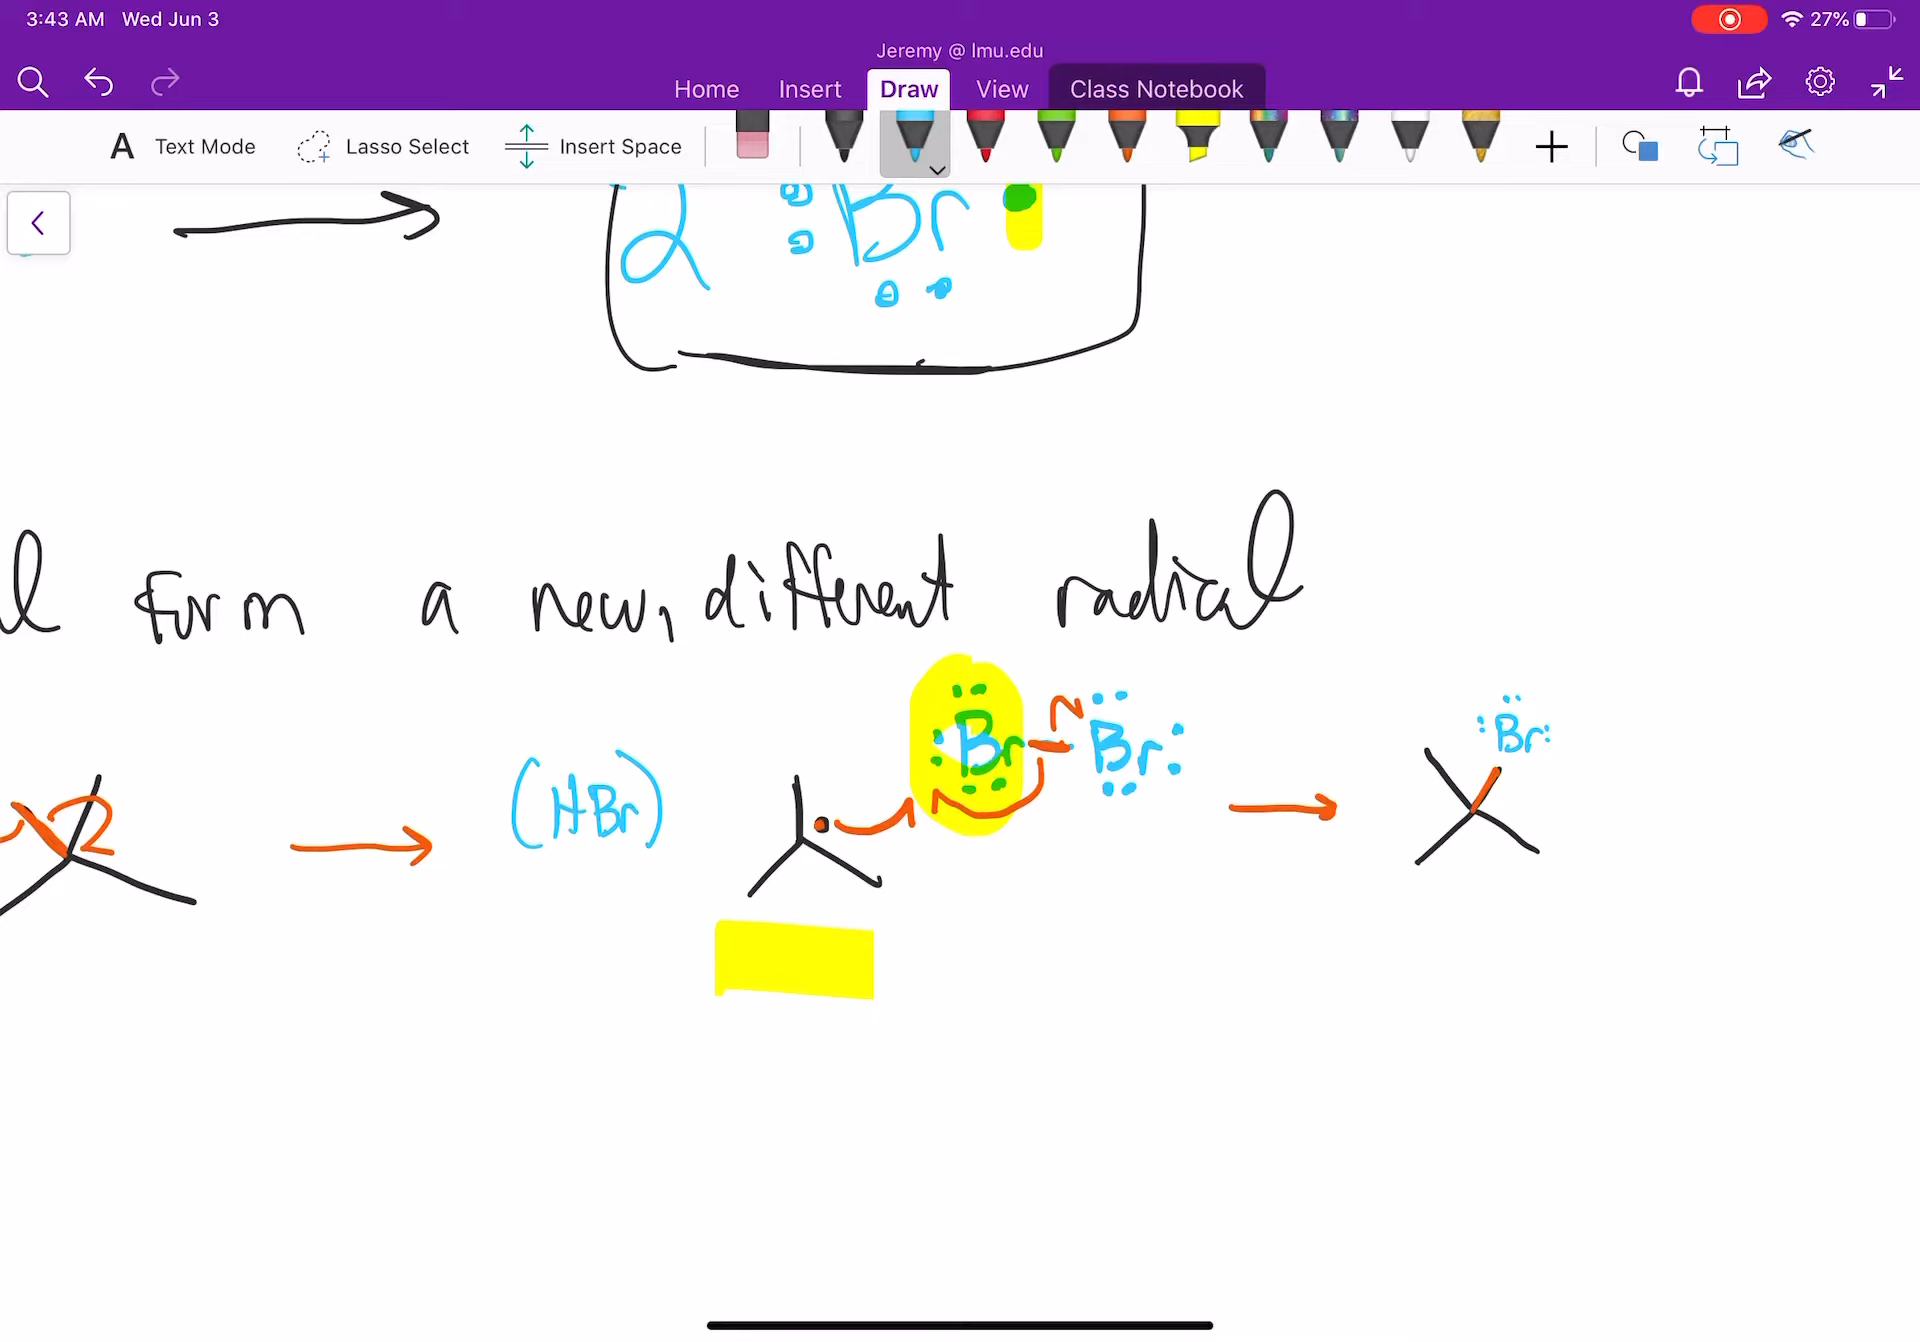 3:43 AM Wed Jun 3
27%
Jeremy @ lmu.edu
Home Insert Draw View Class Notebook
A Text Mode Lasso Select Insert Space
2 Br
l form a new, different radical
Br Br:
:Br:
(HBr)